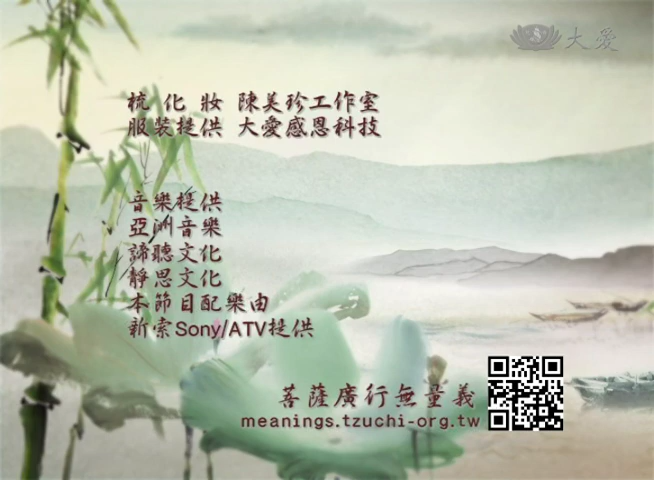 大愛
梳化妝 陳美珍工作室
服裝提供 大愛感恩科技
音樂提供
亞洲音樂
諦聽文化
靜思文化
本節目配樂由
新索Sony/ATV提供
菩薩廣行無量義
meanings.tzuchi-org.tw